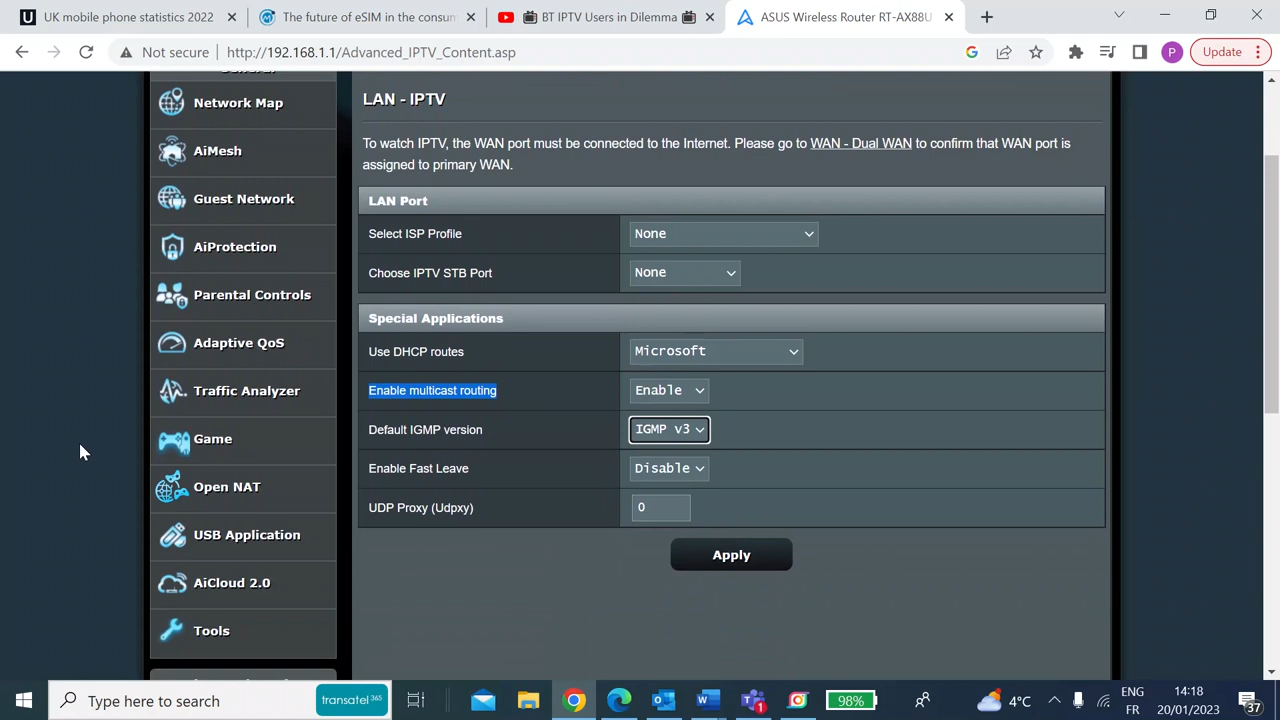 UK mobile phone statistics 2022
The future of eSIM in the consum
BT IPTV Users in Dilemma
ASUS Wireless Router RT-AX88U
Not secure
http://192.168.1.1/Advanced_IPTV_Content.asp
P
Update
Network Map
AiMesh
Guest Network
AiProtection
Parental Controls
Adaptive QoS
Traffic Analyzer
Game
Open NAT
USB Application
AiCloud 2.0
Tools
LAN - IPTV
To watch IPTV, the WAN port must be connected to the Internet. Please go to WAN - Dual WAN to confirm that WAN port is
assigned to primary WAN.
LAN Port
Select ISP Profile None
Choose IPTV STB Port None
Special Applications
Use DHCP routes Microsoft
Enable multicast routing Enable
Default IGMP version IGMP v3
Enable Fast Leave Disable
UDP Proxy (Udpxy) 0
Apply
Type here to search
transatel 365
1
98%
4°C
ENG
FR
14:18
20/01/2023
37